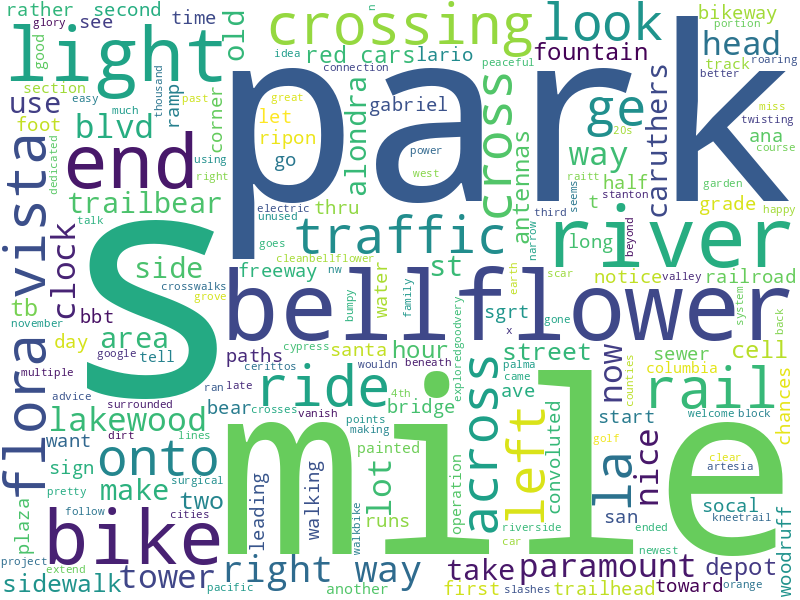 rather second
light
old
crossing
look
bikeway
portion
n
time see
good
section
use
foot
blvd
ramp
thousand
corner
red cars lario
fountain
head
idea
connection
peaceful
roaring
track
glory
better
miss
twisting
easy much past
great
let
ripon
go
gabriel
alondra
park
cross
ge
20s
caruthers
ana
course
end
dedicated
using right
power
west
way
raitt
half
t
stanton
garden
happy
grade
vista
trailbear
electric
unused
thru
antennas
third
seems
narrow
beyond
long
river
flora
clock
side
goes
traffic
st
freeway
water
notice
valley
railroad
tb
november
bbt
crosswalks
google
tell
cleanbellflower
nw
grove
s
bellflower
bumpy
family
sgrt
earth
x
scar
gone
system
back
day
area
multiple
advice
surrounded
ran late
cerittos
cypress
paths
santa
hour
wouldn
beneath
street
sewer
cell
columbia
chances
now
counties
lakewood
bear
crosses
ride
vanish
4th
points
making
bridge
ave
palma
came
exploredgoodvery
across
start
rail
welcome block
want
sign
dirt lines
onto
painted
mile
left
golf
la
nice
clear
artesia
plaza
pretty
surgical
make
two
follow
cities
leading
walking
lot
runs
operation
convoluted
riverside
car
ended
san
socal
kneetrail
newest
woodruff
bike
walkbike
project
extend
tower
sidewalk
pacific
right way
another
take
paramount
depot
first
slashes
trailhead
toward
orange